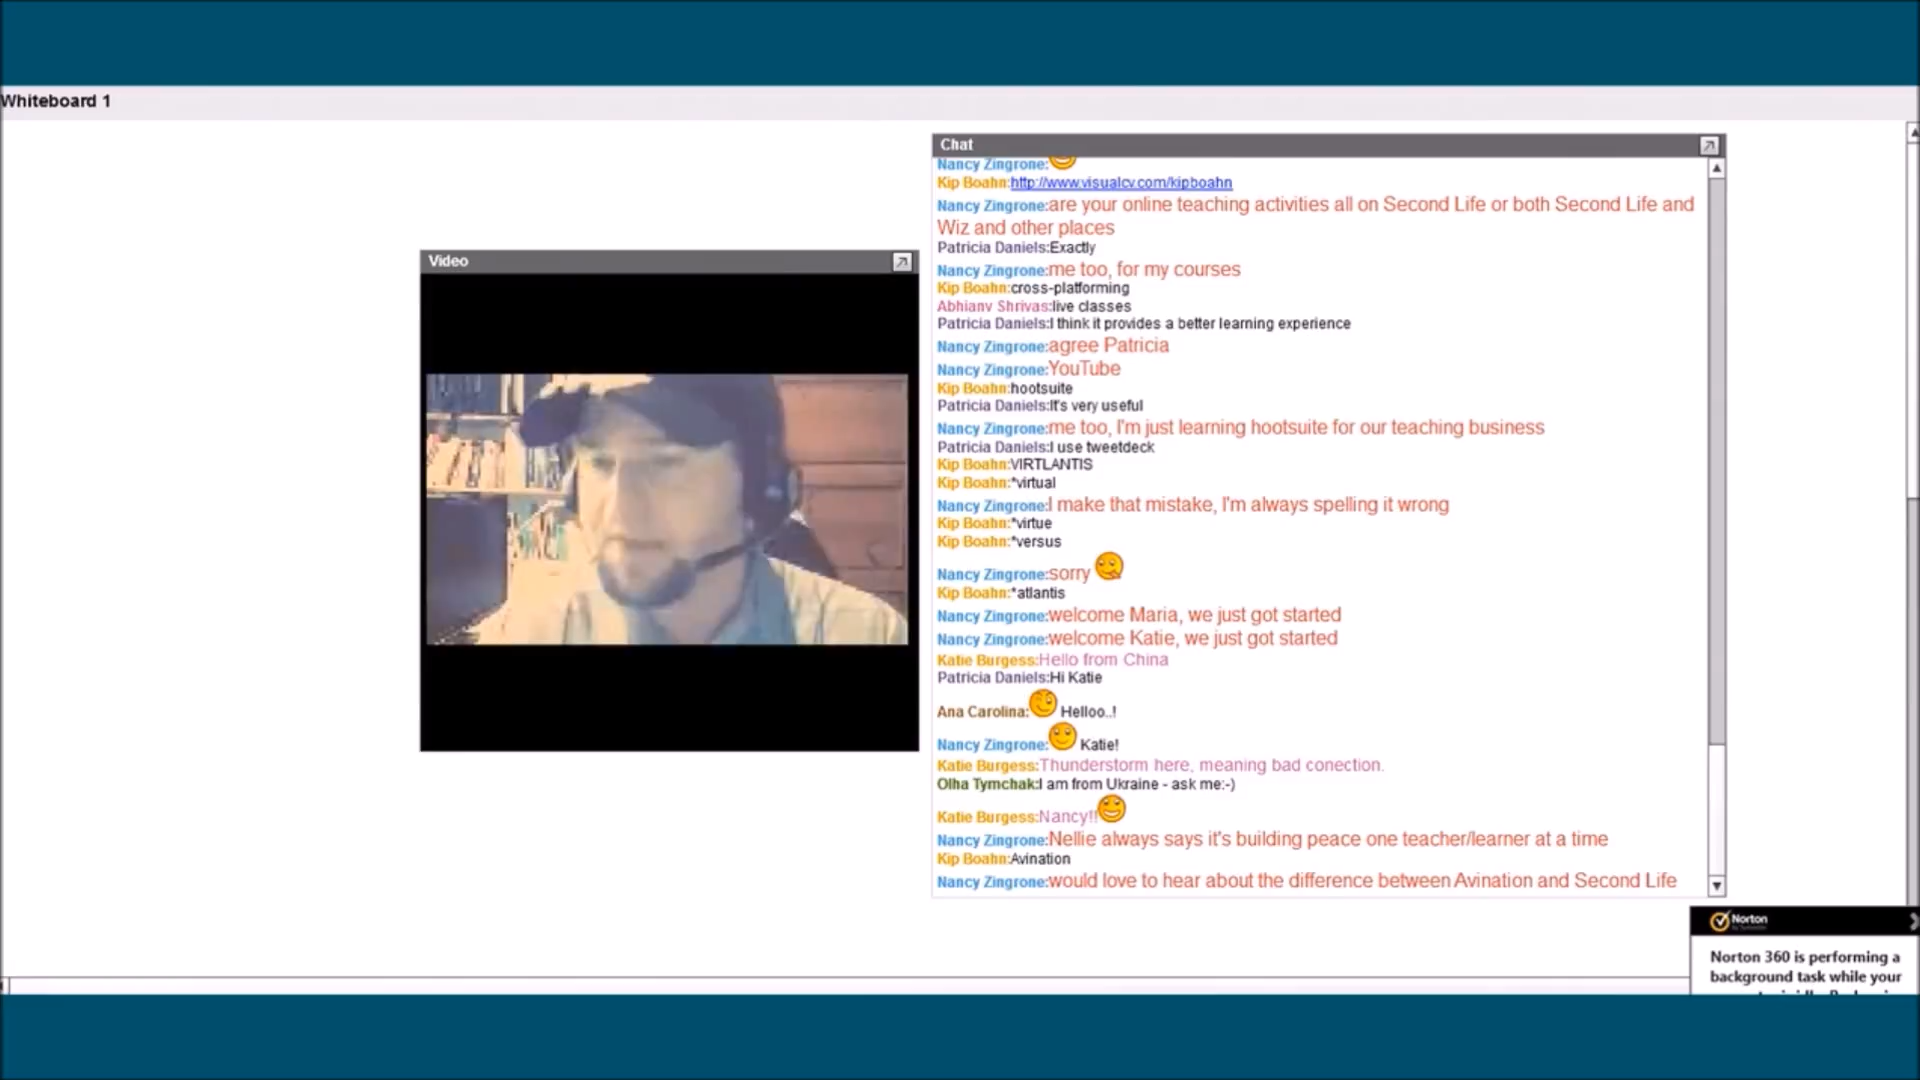 Whiteboard 1
Video
Chat
Nancy Zingrone:
Kip Boahn:http://www.visualcv.com/kipboahn
Nancy Zingrone:are your online teaching activities all on Second Life or both Second Life and
Wiz and other places
Patricia Daniels:Exactly
Nancy Zingrone:me too, for my courses
Kip Boahn:cross-platforming
Abhianv Shrivas:live classes
Patricia Daniels:I think it provides a better learning experience
Nancy Zingrone:agree Patricia
Nancy Zingrone:YouTube
Kip Boahn:hootsuite
Patricia Daniels:It's very useful
Nancy Zingrone:me too, I'm just learning hootsuite for our teaching business
Patricia Daniels:I use tweetdeck
Kip Boahn:VIRTLANTIS
Kip Boahn:*virtual
Nancy Zingrone:I make that mistake, I'm always spelling it wrong
Kip Boahn:*virtue
Kip Boahn:*versus
Nancy Zingrone:sorry
Kip Boahn:*atlantis
Nancy Zingrone:welcome Maria, we just got started
Nancy Zingrone:welcome Katie, we just got started
Katie Burgess:Hello from China
Patricia Daniels:Hi Katie
Ana Carolina: Helloo..!
Nancy Zingrone: Katie!
Katie Burgess:Thunderstorm here, meaning bad conection.
Olha Tymchak:I am from Ukraine - ask me:-)
Katie Burgess:Nancy!!
Nancy Zingrone:Nellie always says it's building peace one teacher/learner at a time
Kip Boahn:Avination
Nancy Zingrone:would love to hear about the difference between Avination and Second Life
Norton
Norton 360 is performing a
background task while your